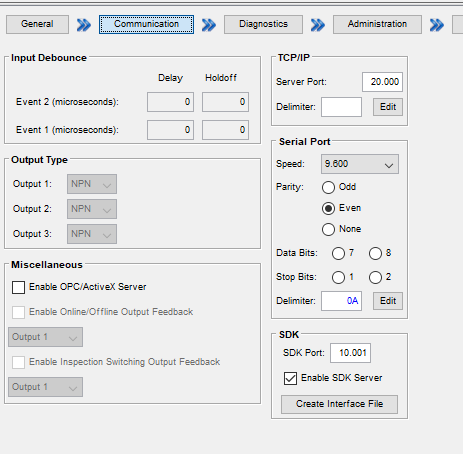 General Communication Diagnostics Administration
Input Debounce
Delay Holdoff
Event 2 (microseconds): 0 0
Event 1 (microseconds): 0 0
Output Type
Output 1: NPN
Output 2: NPN
Output 3: NPN
Miscellaneous
Enable OPC/ActiveX Server
Enable Online/Offline Output Feedback
Output 1
Enable Inspection Switching Output Feedback
Output 1
TCP/IP
Server Port: 20.000
Delimiter: Edit
Serial Port
Speed: 9.600
Parity: Odd
Even
None
Data Bits: 7 8
Stop Bits: 1 2
Delimiter: 0A Edit
SDK
SDK Port: 10.001
Enable SDK Server
Create Interface File